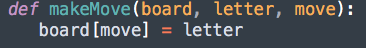 def makeMove(board, letter, move):
    board[move] = letter